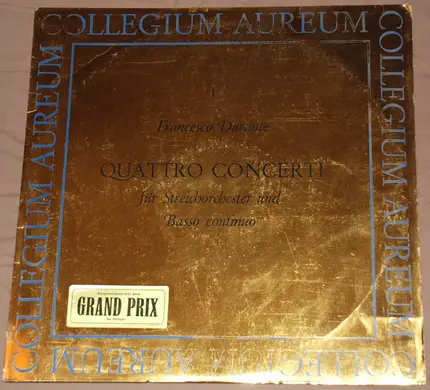 COLLEGIUM AUREUM
COLLEGIUM AUREUM
COLLEGIUM AUREUM
1
Francesco Durante
QUATTRO CONCERTI
für Streichorchester und
Basso continuo
GRAND PRIX
COLLEGIUM AUREUM